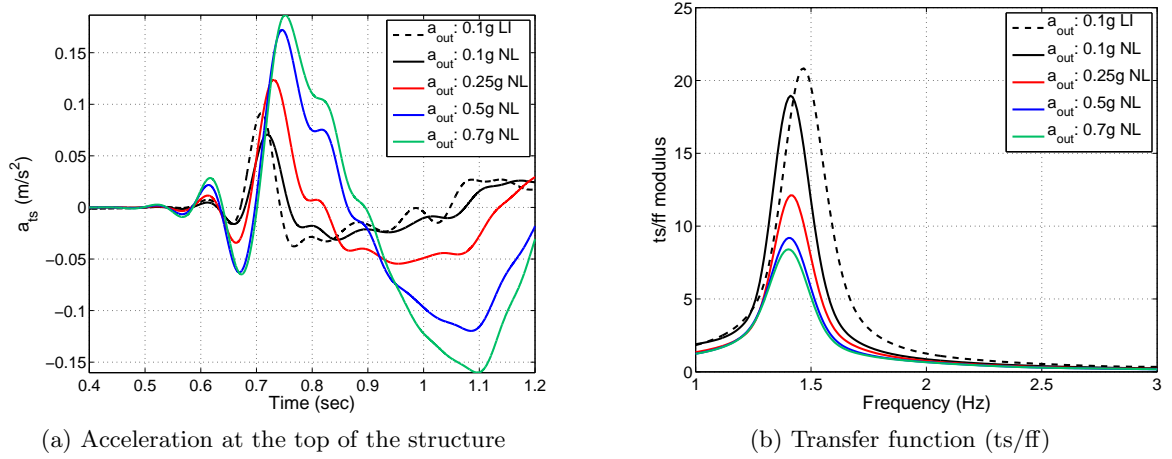 a_out: 0.1g LI
a_out: 0.1g NL
a_out: 0.25g NL
a_out: 0.5g NL
a_out: 0.7g NL
0.15
0.1
0.05
0
−0.05
−0.1
−0.15
a_ts (m/s²)
0.4 0.5 0.6 0.7 0.8 0.9 1 1.1 1.2
Time (sec)
(a) Acceleration at the top of the structure
a_out: 0.1g LI
a_out: 0.1g NL
a_out: 0.25g NL
a_out: 0.5g NL
a_out: 0.7g NL
25
20
15
10
5
0
ts/ff modulus
1 1.5 2 2.5 3
Frequency (Hz)
(b) Transfer function (ts/ff)